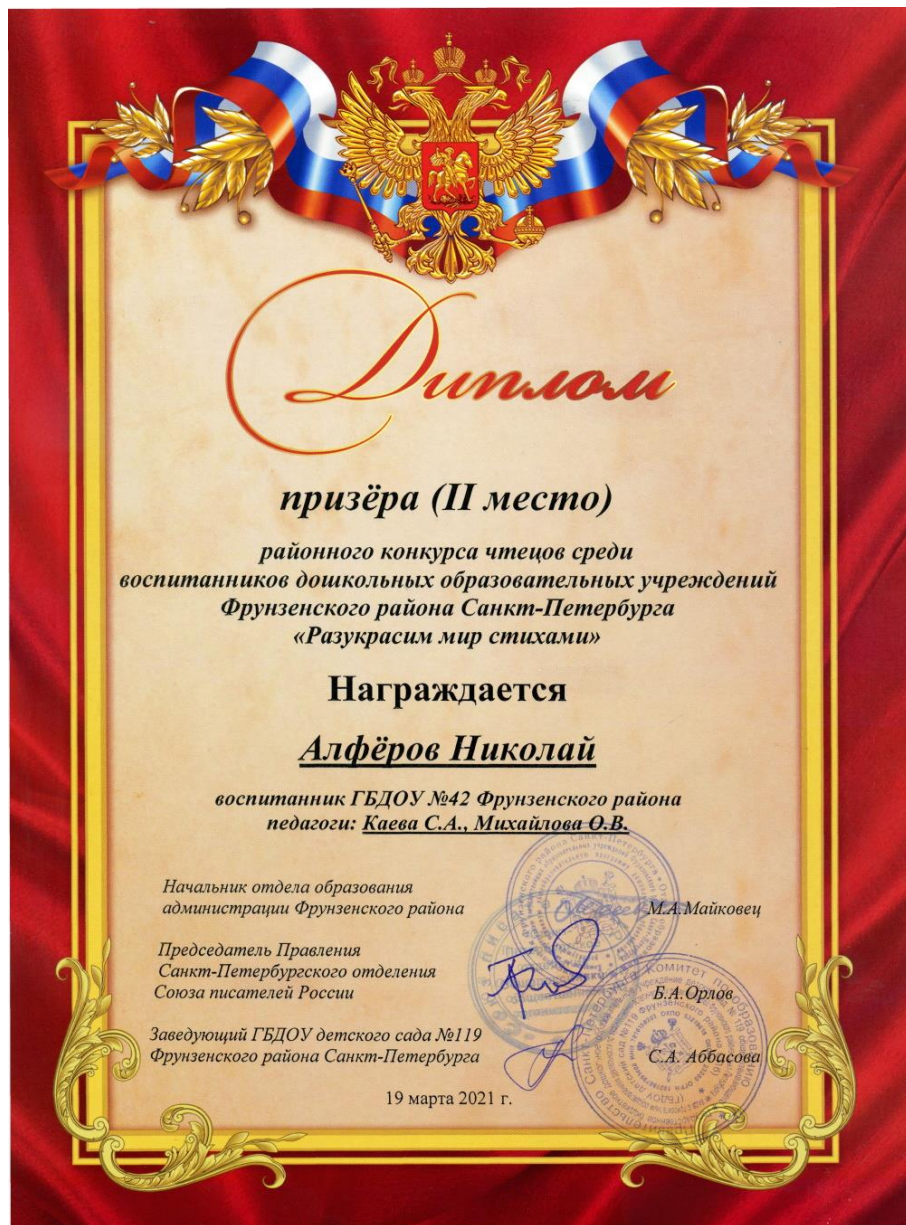 Диплом
призёра (II место)
районного конкурса чтецов среди
воспитанников дошкольных образовательных учреждений
Фрунзенского района Санкт-Петербурга
«Разукрасим мир стихами»
Награждается
Алфёров Николай
воспитанник ГБДОУ №42 Фрунзенского района
педагоги: Каева С.А., Михайлова О.В.
Начальник отдела образования
администрации Фрунзенского района М.А.Майковец
Председатель Правления
Санкт-Петербургского отделения
Союза писателей России Б.А.Орлов
Заведующий ГБДОУ детского сада №119
Фрунзенского района Санкт-Петербурга С.А. Аббасова
19 марта 2021 г.